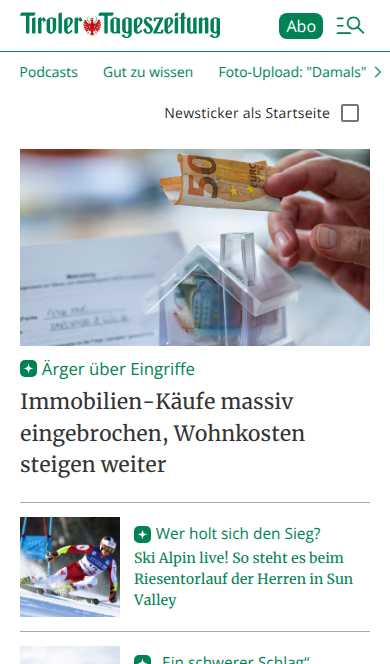 Tiroler Tageszeitung
Abo
Podcasts Gut zu wissen Foto-Upload: "Damals"
Newsticker als Startseite
50
EURO
Ärger über Eingriffe
Immobilien-Käufe massiv
eingebrochen, Wohnkosten
steigen weiter
Wer holt sich den Sieg?
Ski Alpin live! So steht es beim
Riesentorlauf der Herren in Sun
Valley
„Ein schwerer Schlag“